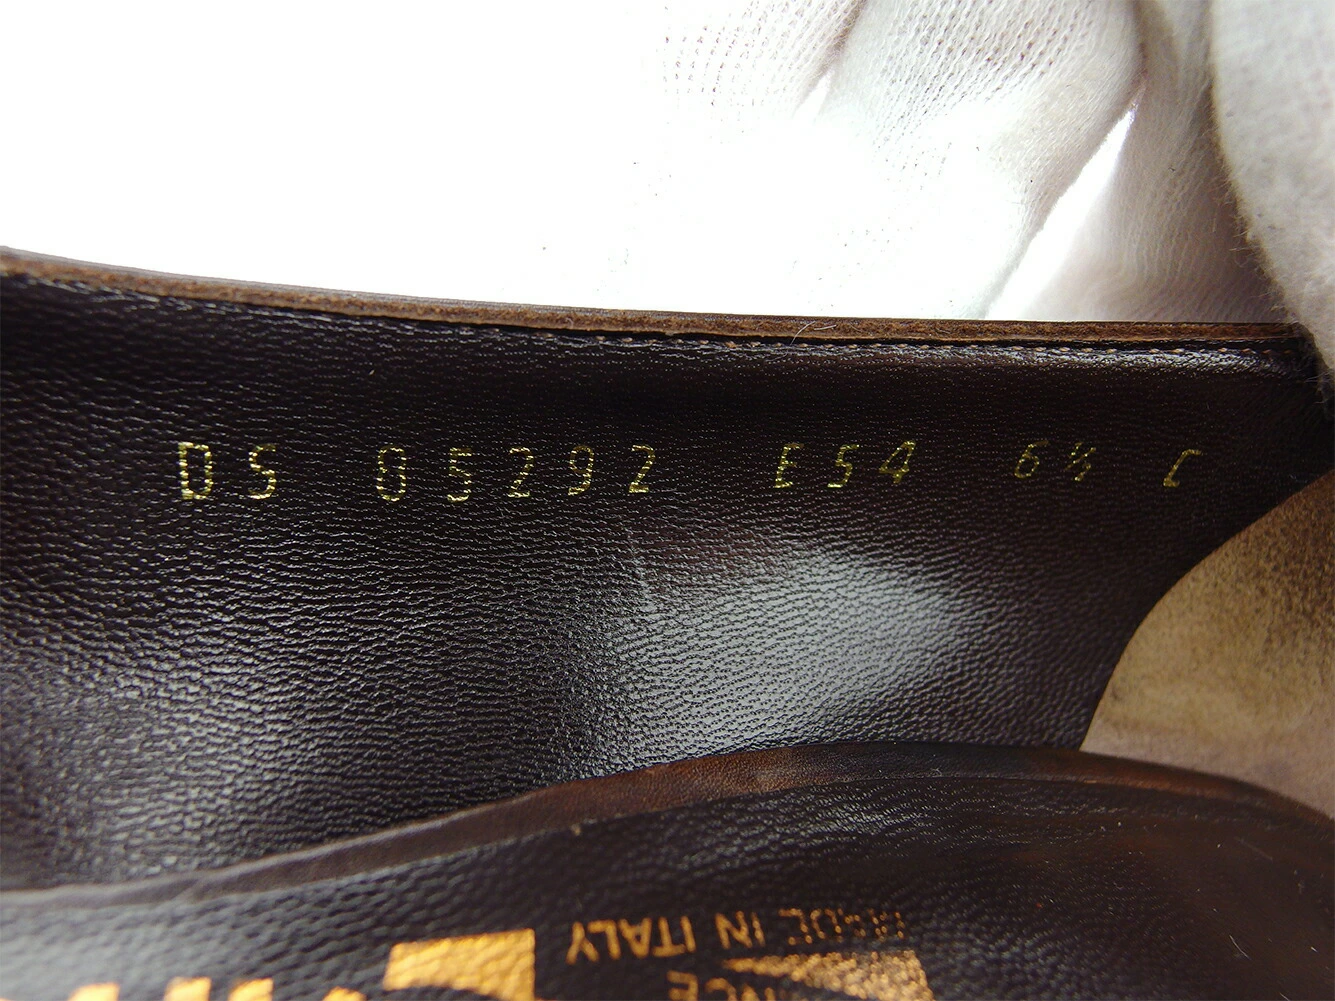 DS 05292 E54 6½ C
MADE IN ITALY